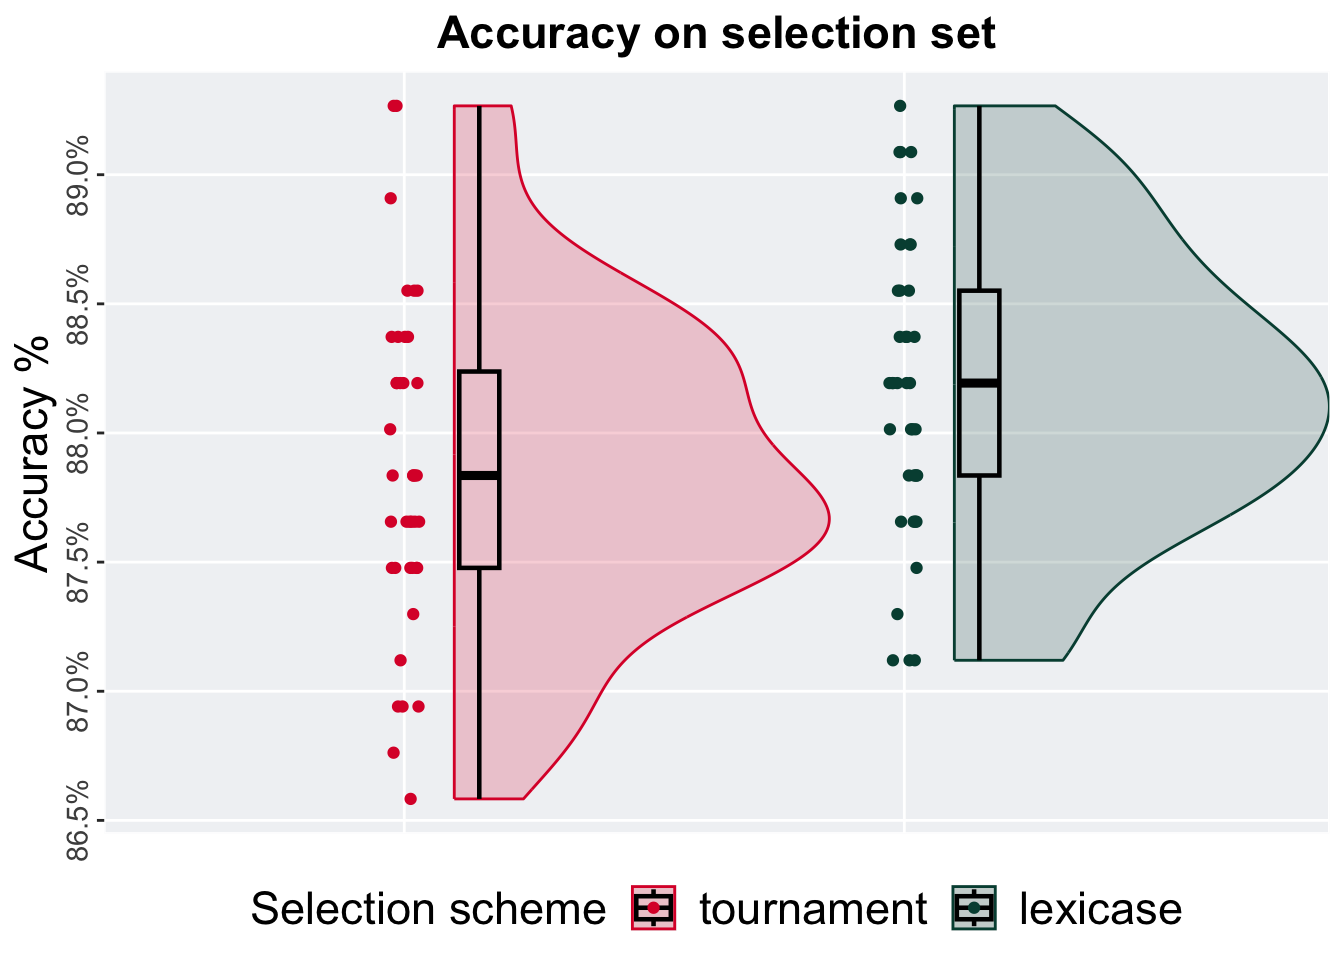 Accuracy on selection set
Accuracy %
89.0%
88.5%
88.0%
87.5%
87.0%
86.5%
Selection scheme tournament lexicase